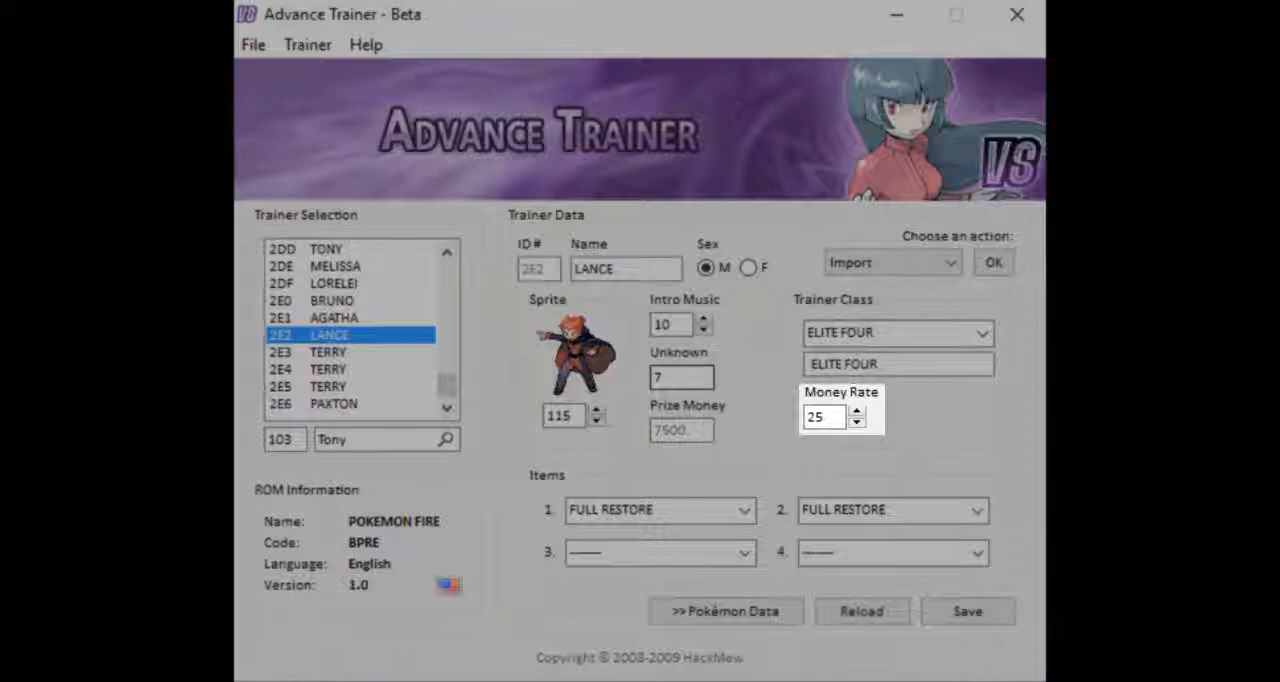 VS Advance Trainer - Beta
File Trainer Help
ADVANCE TRAINER
VS
Trainer Selection
2DD TONY
2DE MELISSA
2DF LORELEI
2E0 BRUNO
2E1 AGATHA
2E2 LANCE
2E3 TERRY
2E4 TERRY
2E5 TERRY
2E6 PAXTON
103 Tony
ROM Information
Name: POKEMON FIRE
Code: BPRE
Language: English
Version: 1.0
Trainer Data
ID # Name Sex
2E2 LANCE M F
Choose an action:
Import OK
Sprite
115
Intro Music
10
Unknown
7
Prize Money
7500
Trainer Class
ELITE FOUR
ELITE FOUR
Money Rate
25
Items
1. FULL RESTORE 2. FULL RESTORE
3. ------ 4. ------
>> Pokémon Data Reload Save
Copyright © 2008-2009 HackMew